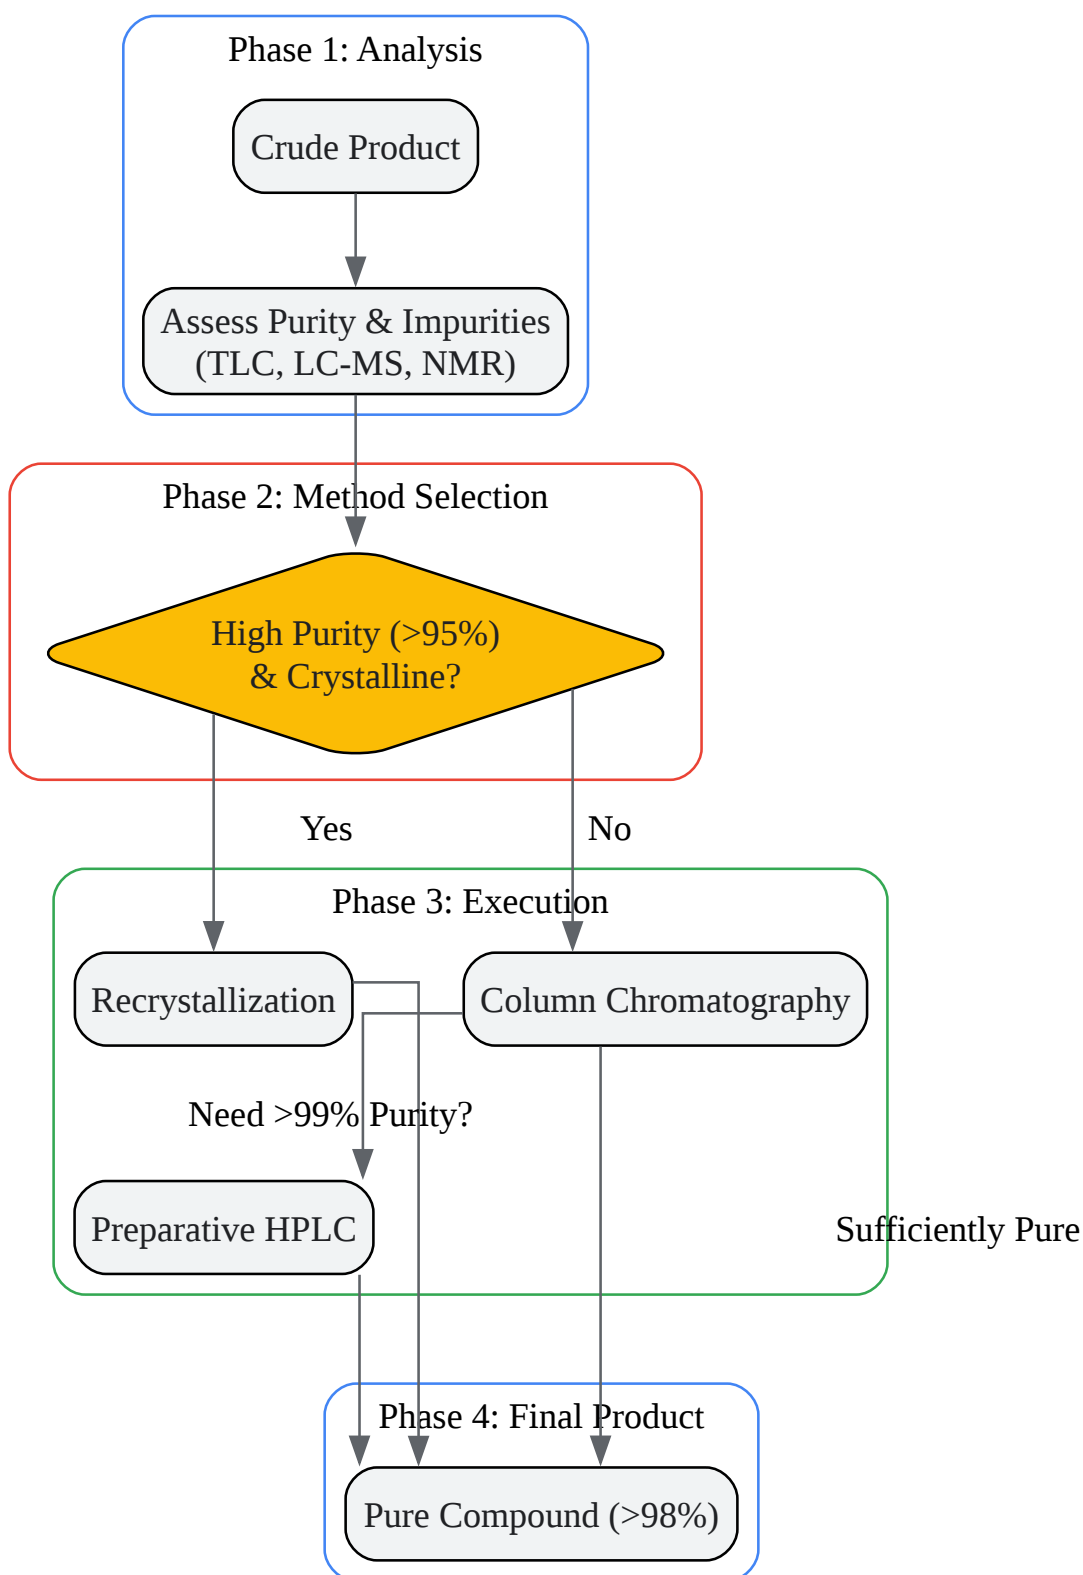 Phase 1: Analysis
Crude Product
Assess Purity & Impurities
(TLC, LC-MS, NMR)
Phase 2: Method Selection
High Purity (>95%)
& Crystalline?
Yes
No
Phase 3: Execution
Recrystallization
Column Chromatography
Need >99% Purity?
Preparative HPLC
Sufficiently Pure
Phase 4: Final Product
Pure Compound (>98%)